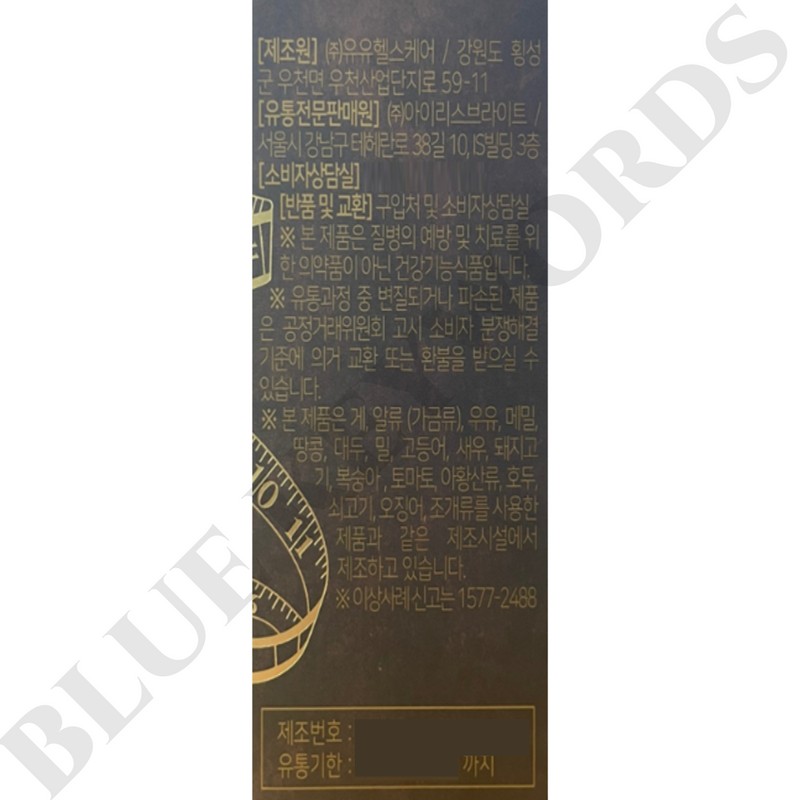 [제조원] ㈜유유헬스케어 / 강원도 횡성
군 우천면 우천산업단지로 59-11
[유통전문판매원] ㈜아이리스브라이트 /
서울시 강남구 테헤란로 38길 10, IS빌딩 3층
[소비자상담실]
[반품 및 교환] 구입처 및 소비자상담실
※ 본 제품은 질병의 예방 및 치료를 위
한 의약품이 아닌 건강기능식품입니다.
※ 유통과정 중 변질되거나 파손된 제품
은 공정거래위원회 고시 소비자 분쟁해결
기준에 의거 교환 또는 환불을 받으실 수
있습니다.
※ 본 제품은 게, 알류 (가금류), 우유, 메밀,
땅콩, 대두, 밀, 고등어, 새우, 돼지고
기, 복숭아, 토마토, 아황산류, 호두,
쇠고기, 오징어, 조개류를 사용한
제품과 같은 제조시설에서
제조하고 있습니다.
※ 이상사례 신고는 1577-2488
10 11
제조번호 :
유통기한 : 까지
BLUE WORDS